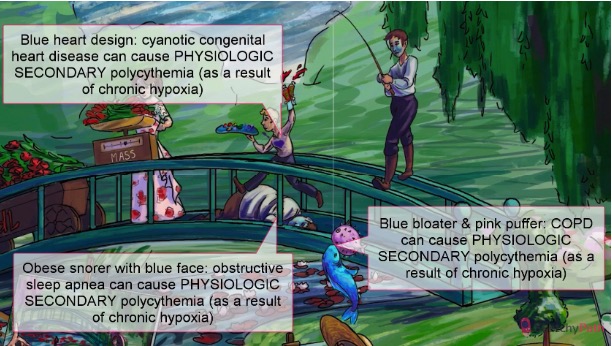 Blue heart design: cyanotic congenital
heart disease can cause PHYSIOLOGIC
SECONDARY polycythemia (as a result
of chronic hypoxia)
MASS
Blue bloater & pink puffer: COPD
can cause PHYSIOLOGIC
SECONDARY polycythemia (as a
result of chronic hypoxia)
Obese snorer with blue face: obstructive
sleep apnea can cause PHYSIOLOGIC
SECONDARY polycythemia (as a result
of chronic hypoxia)